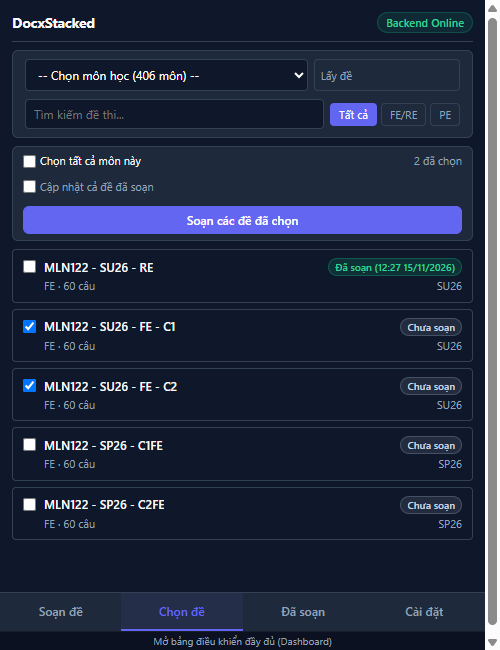 DocxStacked
Backend Online
-- Chọn môn học (406 môn) --
Lấy đề
Tìm kiếm đề thi...
Tất cả
FE/RE
PE
Chọn tất cả môn này
2 đã chọn
Cập nhật cả đề đã soạn
Soạn các đề đã chọn
MLN122 - SU26 - RE
Đã soạn (12:27 15/11/2026)
FE · 60 câu
SU26
MLN122 - SU26 - FE - C1
Chưa soạn
FE · 60 câu
SU26
MLN122 - SU26 - FE - C2
Chưa soạn
FE · 60 câu
SU26
MLN122 - SP26 - C1FE
Chưa soạn
FE · 60 câu
SP26
MLN122 - SP26 - C2FE
Chưa soạn
FE · 60 câu
SP26
Soạn đề
Chọn đề
Đã soạn
Cài đặt
Mở bảng điều khiển đầy đủ (Dashboard)